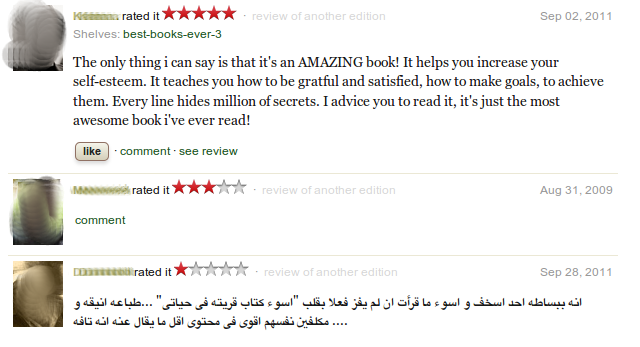 rated it · review of another edition Sep 02, 2011
Shelves: best-books-ever-3
The only thing i can say is that it's an AMAZING book! It helps you increase your
self-esteem. It teaches you how to be gratful and satisfied, how to make goals, to achieve
them. Every line hides million of secrets. I advice you to read it, it's just the most
awesome book i've ever read!
like · comment · see review
rated it · review of another edition Aug 31, 2009
comment
rated it · review of another edition Sep 28, 2011
انه ببساطه احد اسخف و اسوء ما قرأت ان لم يفز فعلا بقلب "اسوء كتاب قريته فى حياتى" ...طباعه انيقه و
مكلفين نفسهم اقوى فى محتوى اقل ما يقال عنه انه تافه ....